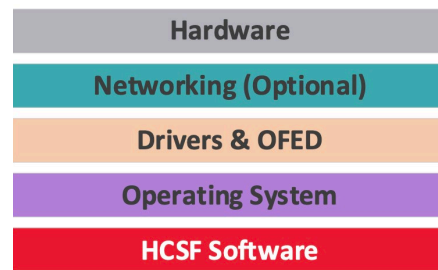 Hardware
Networking (Optional)
Drivers & OFED
Operating System
HCSF Software